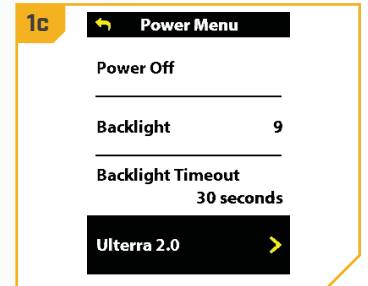 1c
Power Menu
Power Off
Backlight 9
Backlight Timeout
30 seconds
Ulterra 2.0